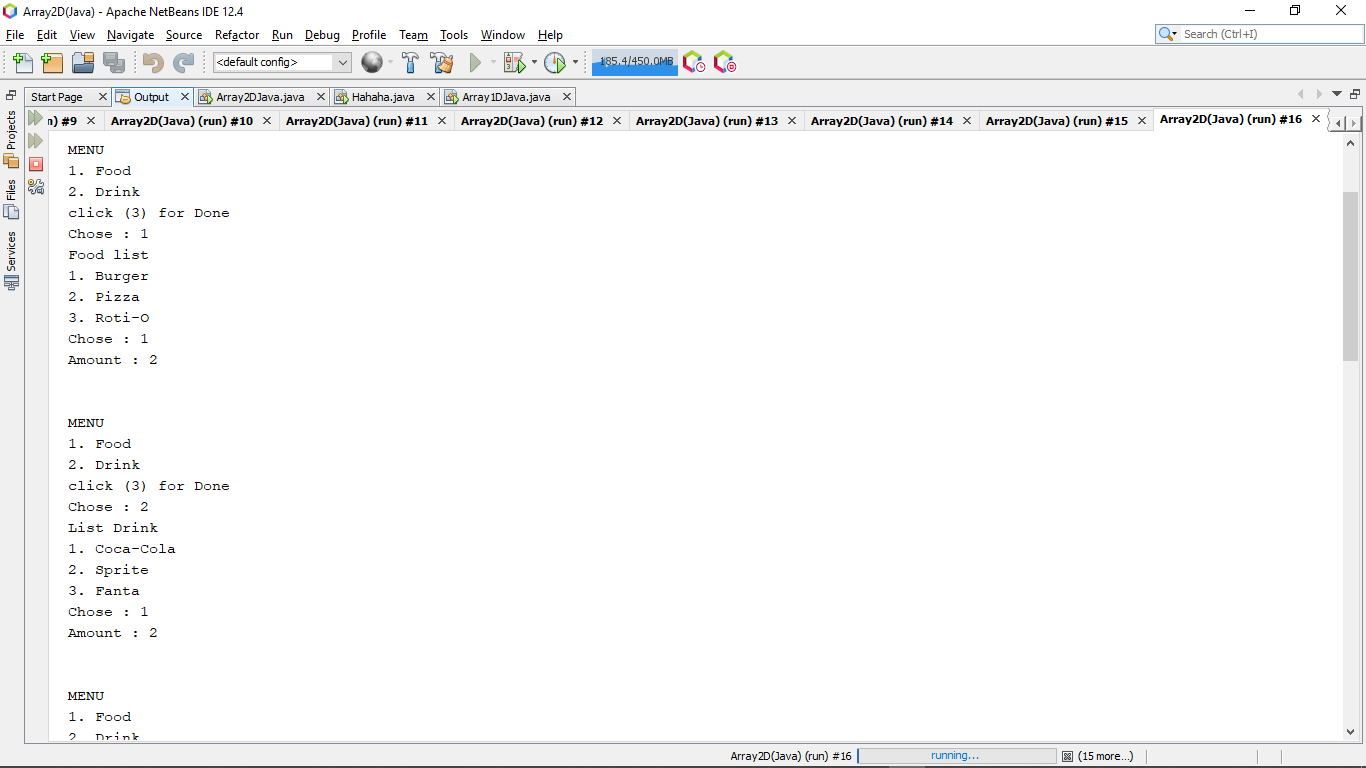 Array2D(Java) - Apache NetBeans IDE 12.4
File Edit View Navigate Source Refactor Run Debug Profile Team Tools Window Help
Search (Ctrl+I)
<default config>
185.4/450.0MB
Start Page Output Array2DJava.java Hahaha.java Array1DJava.java
n) #9 Array2D(Java) (run) #10 Array2D(Java) (run) #11 Array2D(Java) (run) #12 Array2D(Java) (run) #13 Array2D(Java) (run) #14 Array2D(Java) (run) #15 Array2D(Java) (run) #16
Projects
Files
Services
MENU
1. Food
2. Drink
click (3) for Done
Chose : 1
Food list
1. Burger
2. Pizza
3. Roti-O
Chose : 1
Amount : 2
MENU
1. Food
2. Drink
click (3) for Done
Chose : 2
List Drink
1. Coca-Cola
2. Sprite
3. Fanta
Chose : 1
Amount : 2
MENU
1. Food
2. Drink
Array2D(Java) (run) #16 running... (15 more...)